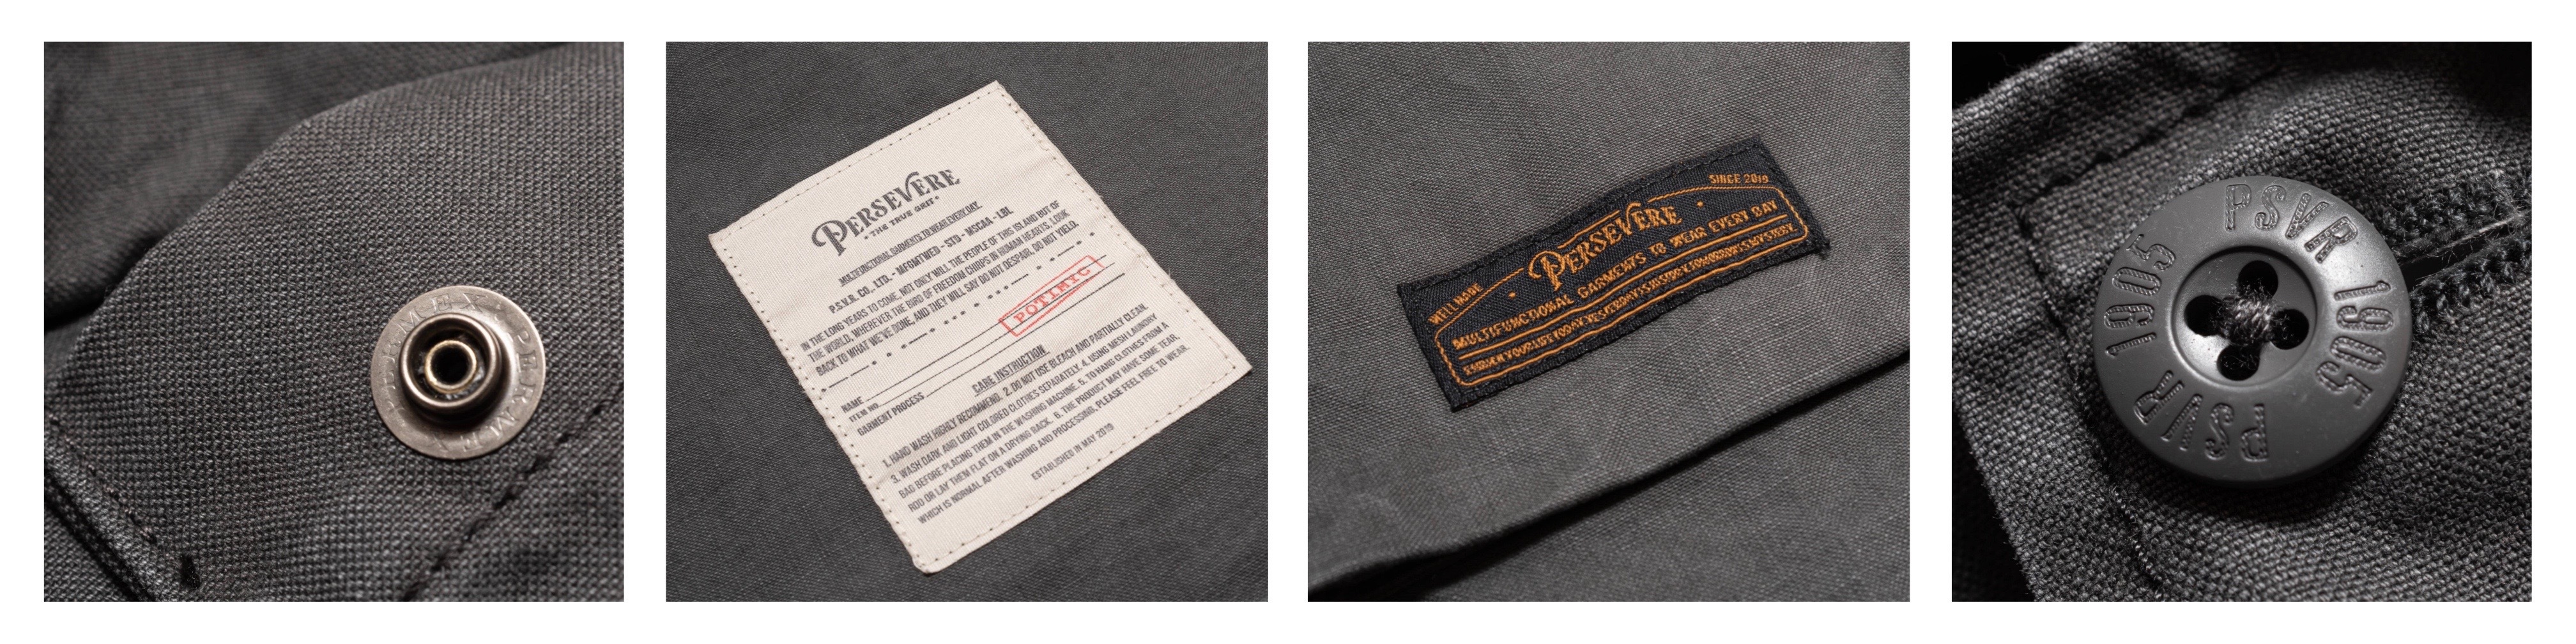 PERMEX • PERMEX
PERSEVERE
• THE TRUE GRIT •
MULTIFUNCTIONAL GARMENTS TO WEAR EVERY DAY.
P.S.V.R. CO., LTD. - MFGMTWED - STD - MSCAA - LBL
IN THE LONG YEARS TO COME, NOT ONLY WILL THE PEOPLE OF THIS ISLAND BUT OF
THE WORLD, WHEREVER THE BIRD OF FREEDOM CHIRPS IN HUMAN HEARTS, LOOK
BACK TO WHAT WE'VE DONE, AND THEY WILL SAY DO NOT DESPAIR, DO NOT YIELD.
POTIMIC
NAME
ITEM NO.
GARMENT PROCESS
CARE INSTRUCTION
1. HAND WASH HIGHLY RECOMMEND. 2. DO NOT USE BLEACH AND PARTIALLY CLEAN.
3. WASH DARK AND LIGHT COLORED CLOTHES SEPARATELY. 4. USING MESH LAUNDRY
BAG BEFORE PLACING THEM IN THE WASHING MACHINE. 5. TO HANG CLOTHES FROM A
ROD OR LAY THEM FLAT ON A DRYING RACK. 6. THE PRODUCT MAY HAVE SOME TEAR,
WHICH IS NORMAL AFTER WASHING AND PROCESSING, PLEASE FEEL FREE TO WEAR.
ESTABLISHED IN MAY 2019
WELL MADE
SINCE 2019
• PERSEVERE •
MULTIFUNCTIONAL GARMENTS TO WEAR EVERY DAY
PSVR 1905 PSVR 1905